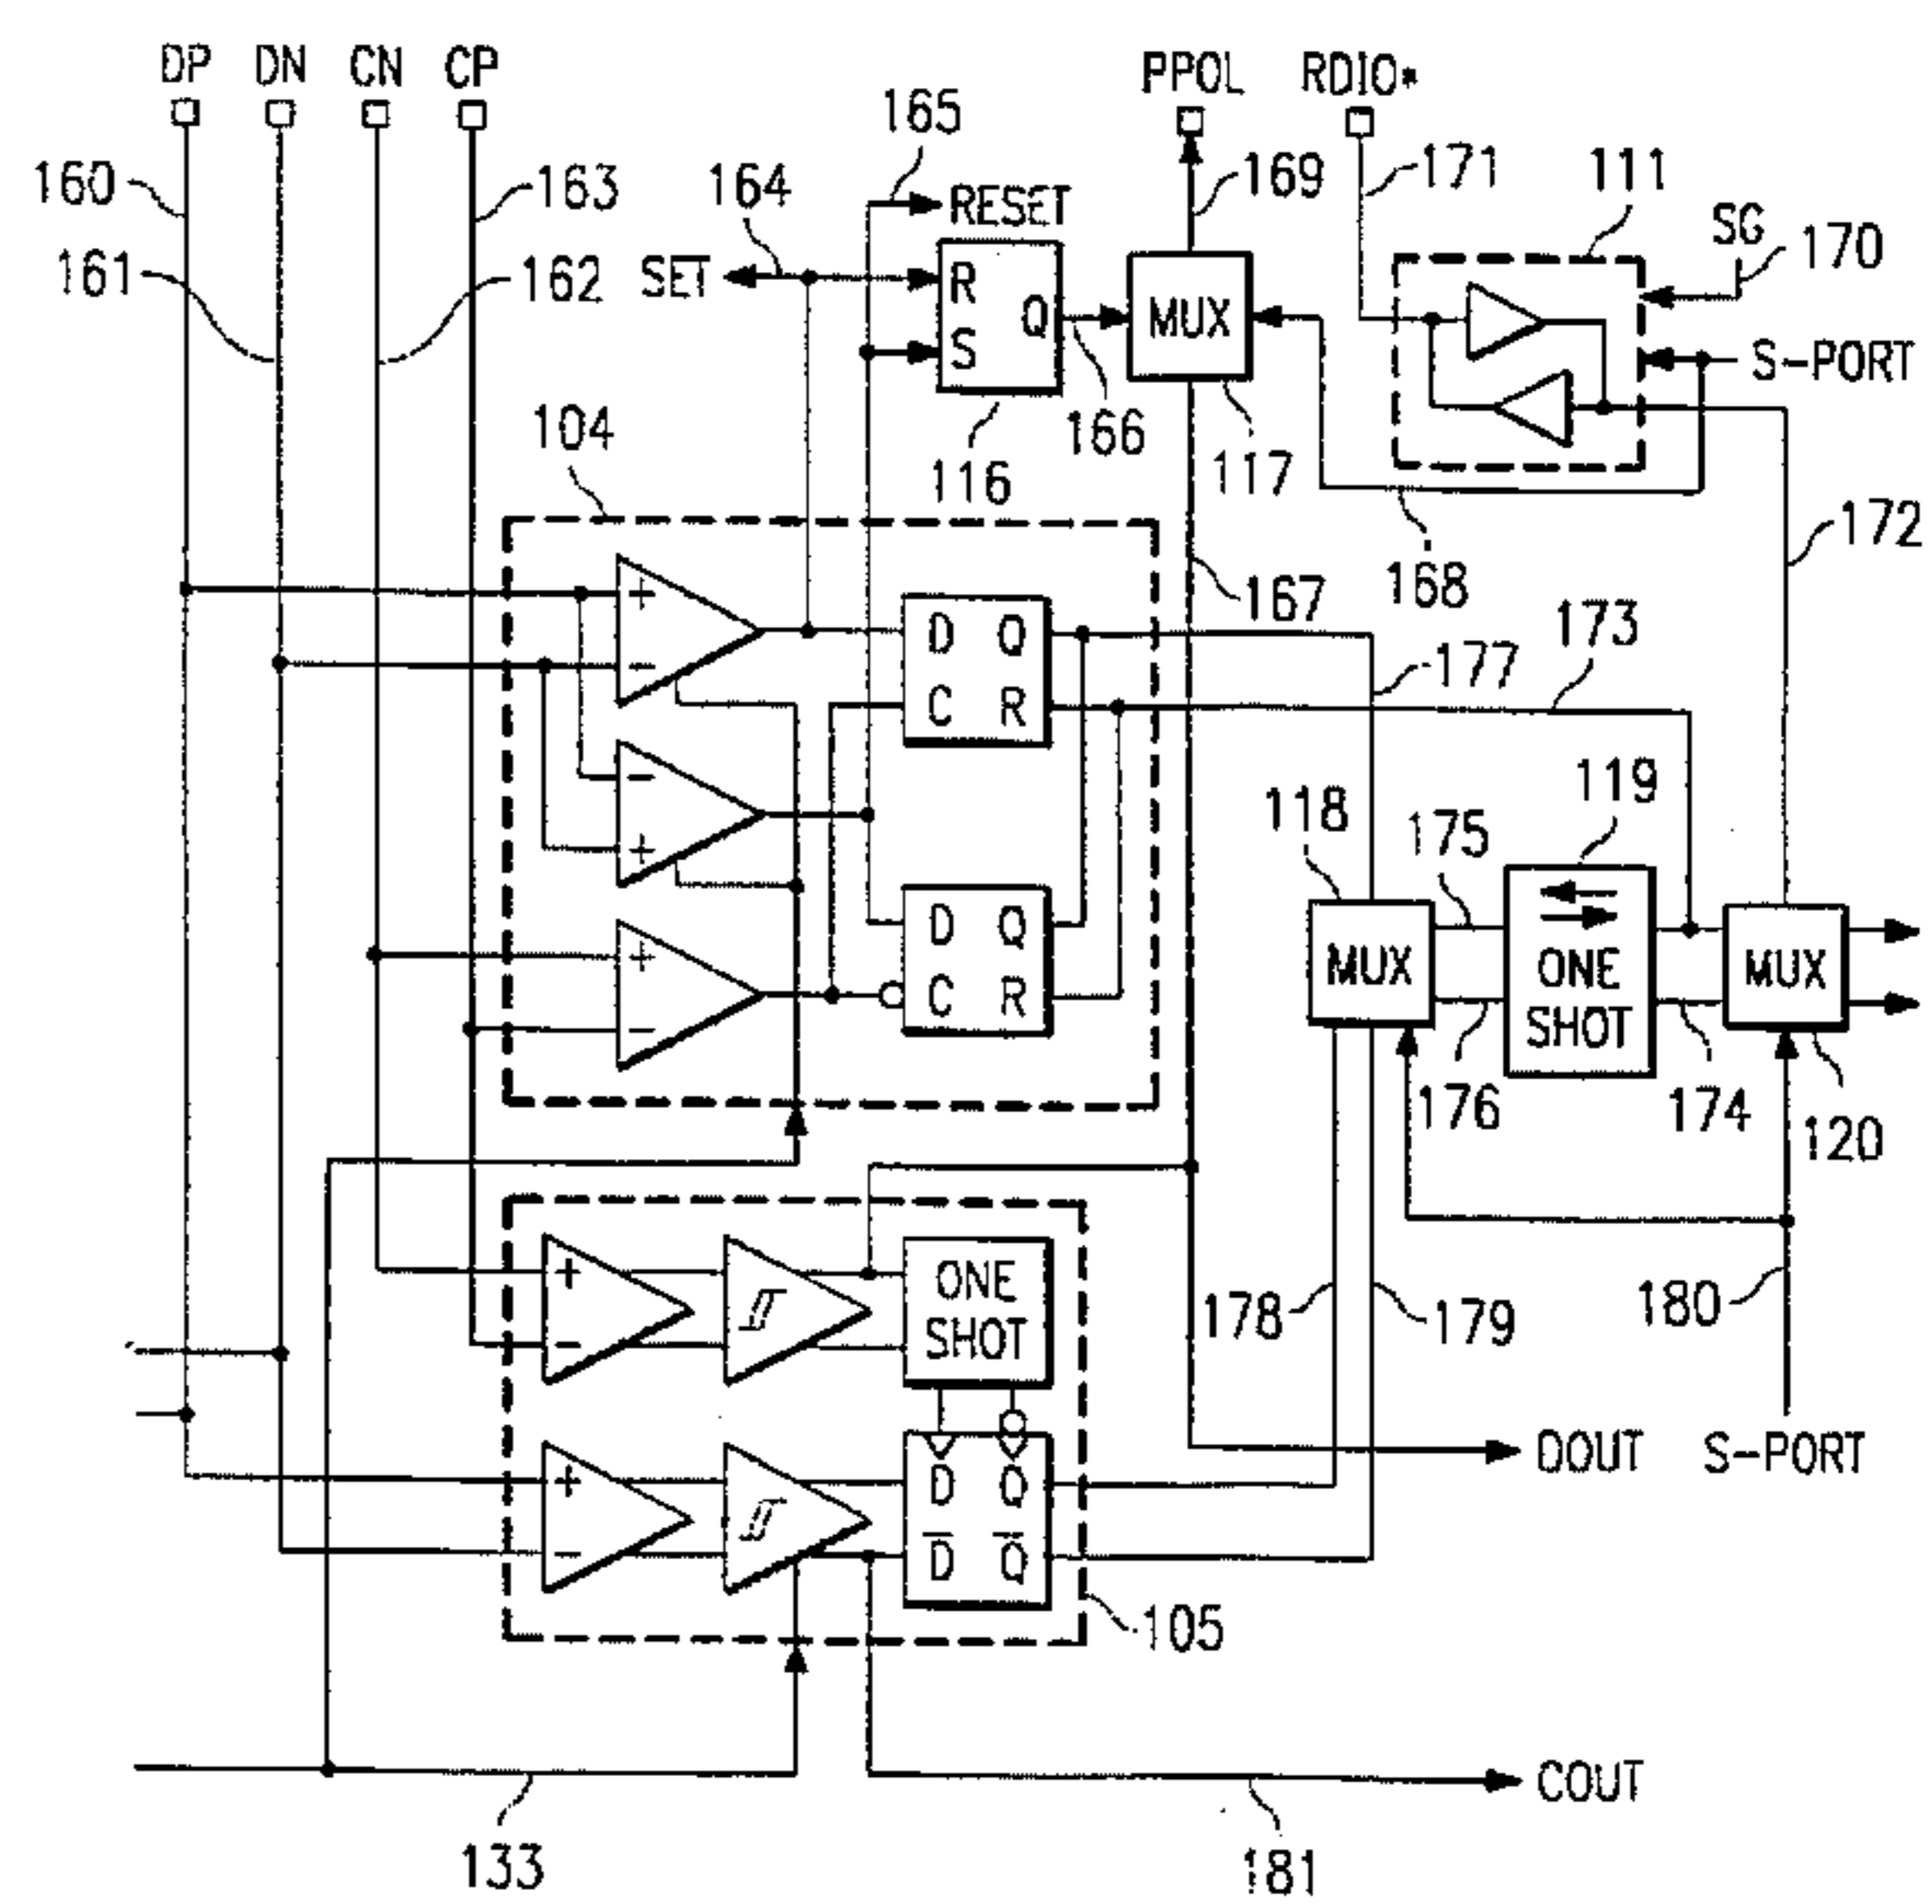 DP DN CN CP PPOL RDIO*
165
160 163 164 169 171 111
RESET SG 170
161 162 SET R Q MUX
S S-PORT
104 116 166 117
172
168
+ 167 173
− D Q
C R 177
− 119
+ 118 175
D Q
+ C R MUX ONE SHOT MUX
−
176 174 120
+ ONE SHOT
− 178 179 180
+ D Q DOUT S-PORT
− D̅ Q̅
105
COUT
133 181